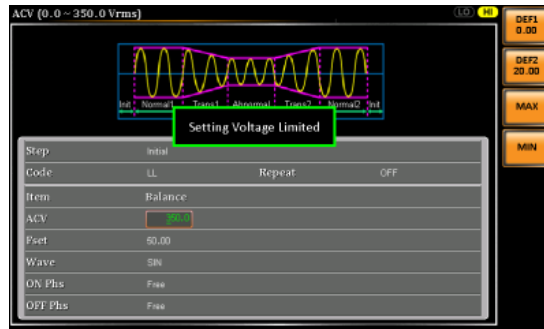 ACV (0.0 ~ 350.0 Vrms)
LO HI
DEF1
0.00
DEF2
20.00
MAX
MIN
Init Normal1 Trans1 Abnormal Trans2 Normal2 Init
Setting Voltage Limited
Step Initial
Code LL Repeat OFF
Item Balance
ACV 350.0
Fset 50.00
Wave SIN
ON Phs Free
OFF Phs Free